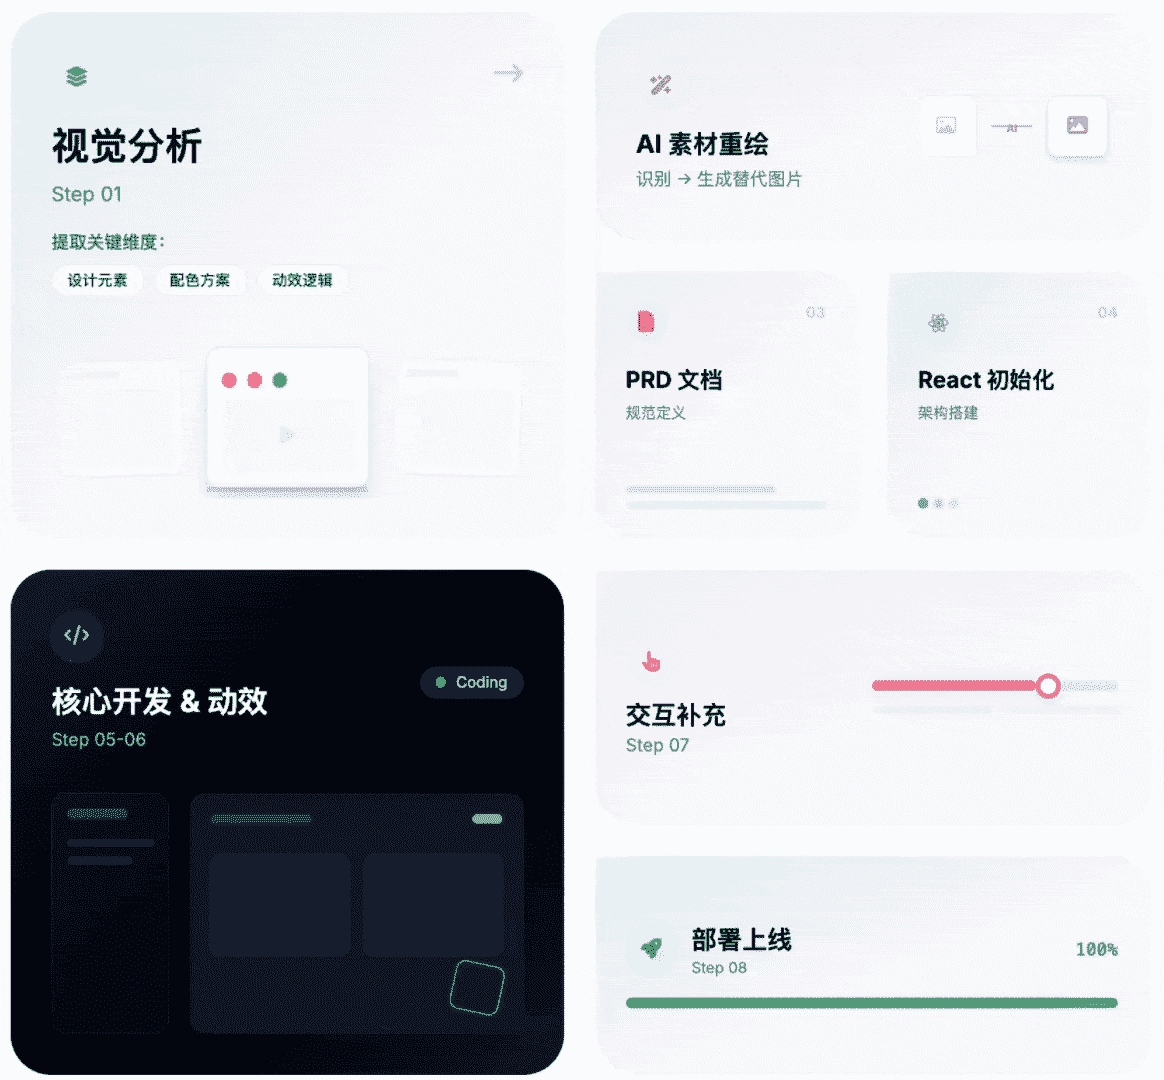 视觉分析
Step 01
提取关键维度：
设计元素 配色方案 动效逻辑
AI 素材重绘
识别 → 生成替代图片
AI
03
PRD 文档
规范定义
04
React 初始化
架构搭建
</>
核心开发 & 动效
Step 05-06
Coding
交互补充
Step 07
部署上线
Step 08
100%